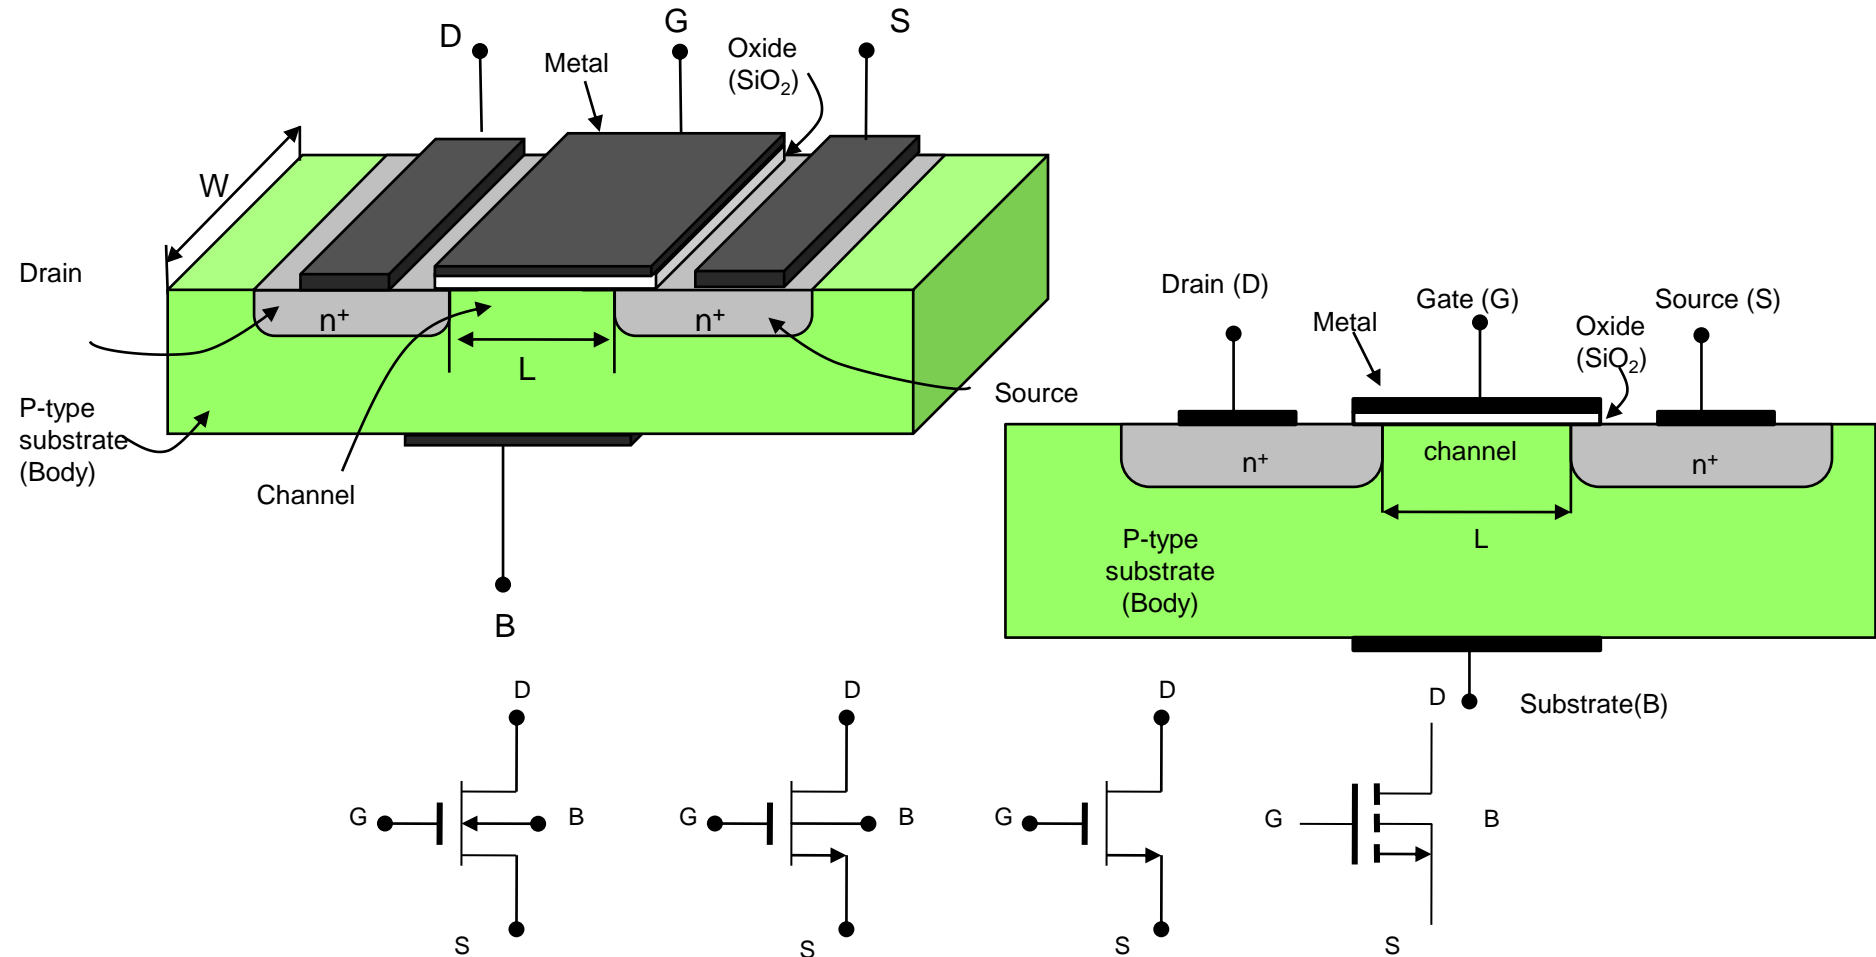 D
G
S
Metal
Oxide
(SiO₂)
W
Drain
n⁺
n⁺
L
P-type
substrate
(Body)
Channel
Source
B
Drain (D)
Gate (G)
Source (S)
Metal
Oxide
(SiO₂)
n⁺
channel
n⁺
L
P-type
substrate
(Body)
Substrate(B)
D
G
B
S
D
G
B
S
D
G
S
D
G
B
S